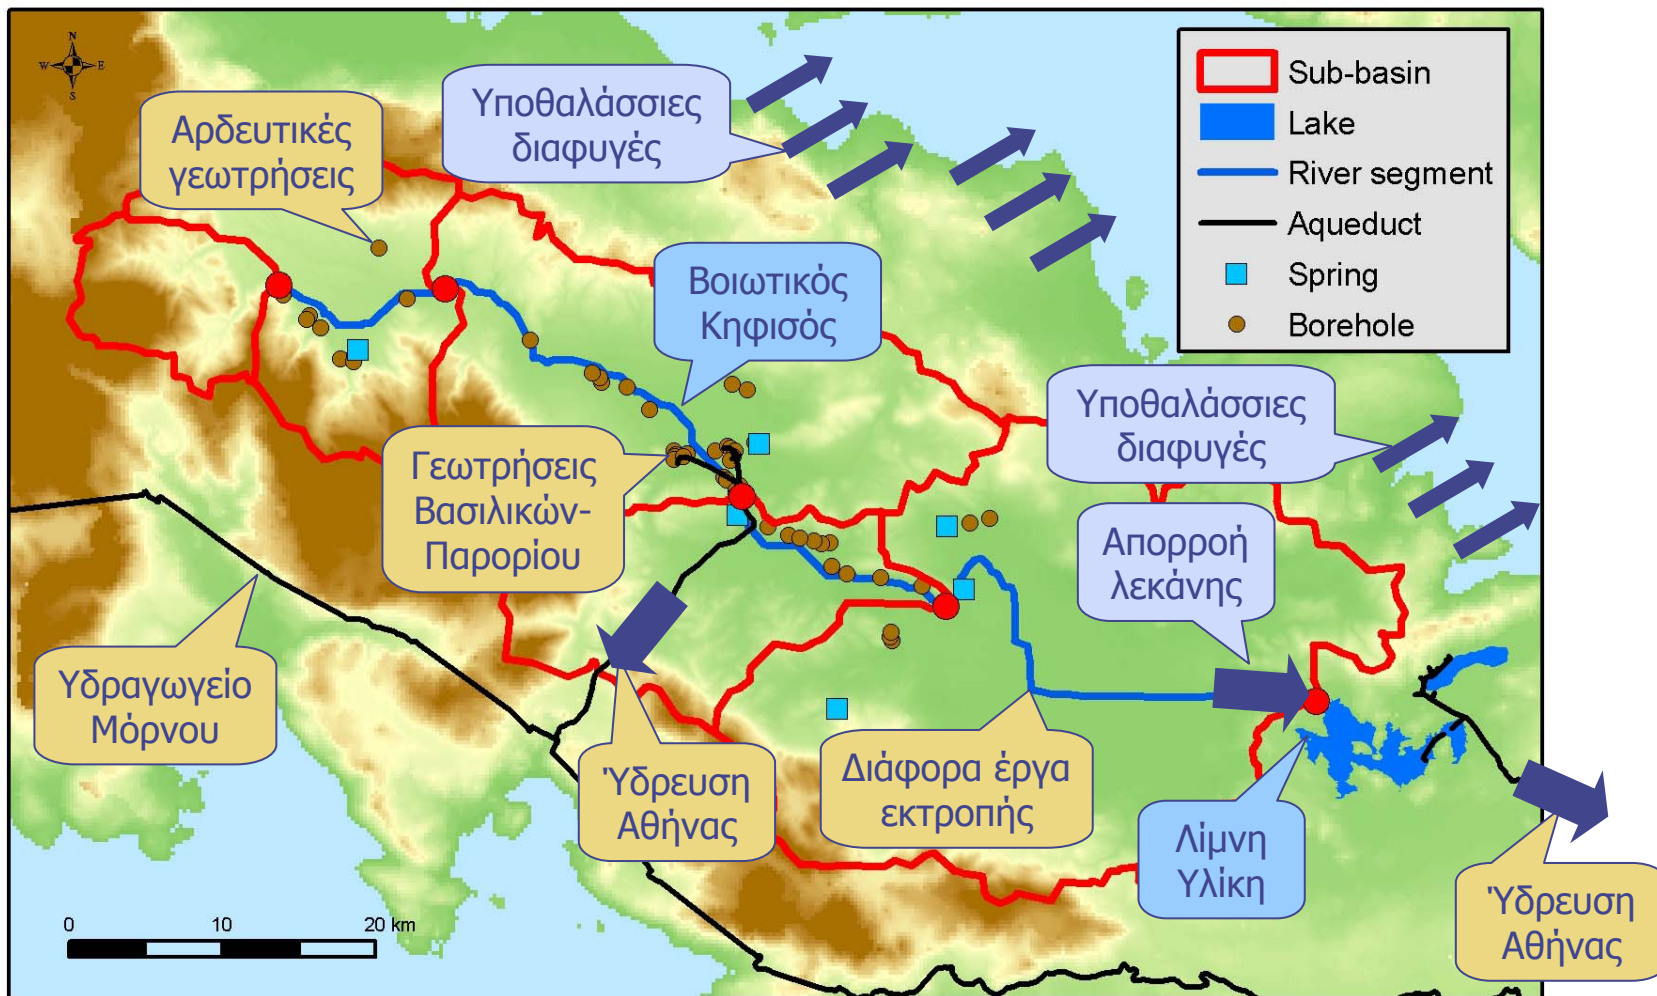 N
W
E
S
Αρδευτικές
γεωτρήσεις
Υποθαλάσσιες
διαφυγές
Sub-basin
Lake
River segment
Aqueduct
Spring
Borehole
Βοιωτικός
Κηφισός
Υποθαλάσσιες
διαφυγές
Γεωτρήσεις
Βασιλικών-
Παρορίου
Απορροή
λεκάνης
Υδραγωγείο
Μόρνου
Ύδρευση
Αθήνας
Διάφορα έργα
εκτροπής
Λίμνη
Υλίκη
Ύδρευση
Αθήνας
0 10 20 km